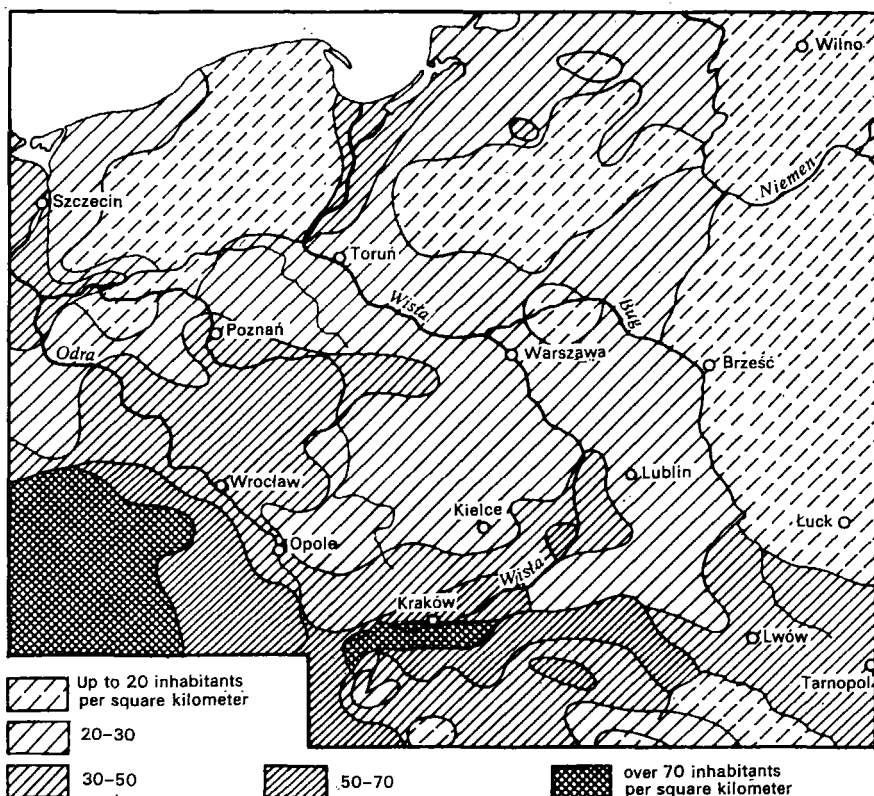 Wilno
Niemen
Szczecin
Toruń
Wisła
Bug
Poznań
Odra
Warszawa
Brześć
Wrocław
Lublin
Kielce
Łuck
Opole
Wisła
Kraków
Lwów
Tarnopol
Up to 20 inhabitants
per square kilometer
20–30
30–50
50–70
over 70 inhabitants
per square kilometer